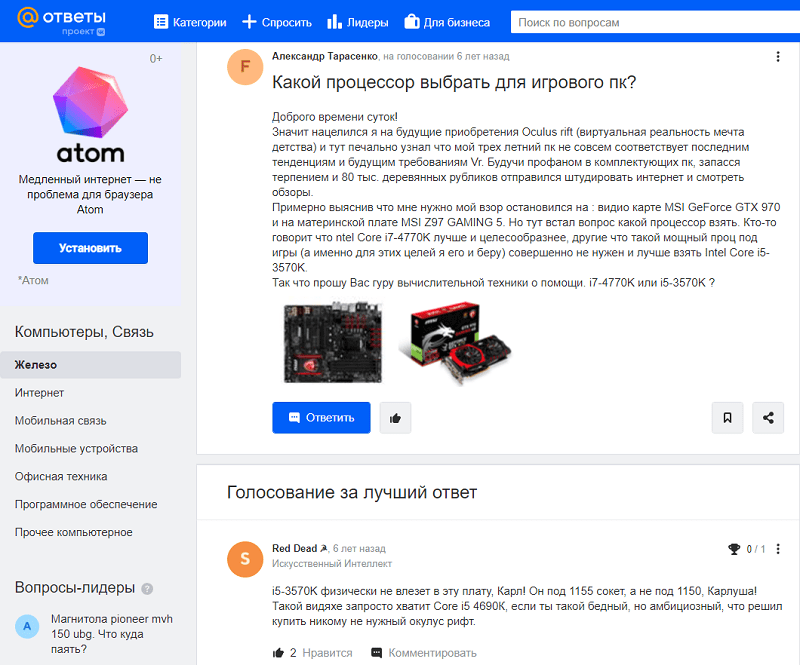 ответы
проект
Категории
Спросить
Лидеры
Для бизнеса
Поиск по вопросам
0+
atom
Медленный интернет — не
проблема для браузера
Atom
Установить
*Атом
Компьютеры, Связь
Железо
Интернет
Мобильная связь
Мобильные устройства
Офисная техника
Программное обеспечение
Прочее компьютерное
Вопросы-лидеры ?
А
Магнитола pioneer mvh
150 ubg. Что куда
паять?
F
Александр Тарасенко, на голосовании 6 лет назад
Какой процессор выбрать для игрового пк?
Доброго времени суток!
Значит нацелился я на будущие приобретения Oculus rift (виртуальная реальность мечта
детства) и тут печально узнал что мой трех летний пк не совсем соответствует последним
тенденциям и будущим требованиям Vr. Будучи профаном в комплектующих пк, запасся
терпением и 80 тыс. деревянных рубликов отправился штудировать интернет и смотреть
обзоры.
Примерно выяснив что мне нужно мой взор остановился на : видио карте MSI GeForce GTX 970
и на материнской плате MSI Z97 GAMING 5. Но тут встал вопрос какой процессор взять. Кто-то
говорит что ntel Core i7-4770K лучше и целесообразнее, другие что такой мощный проц под
игры (а именно для этих целей я его и беру) совершенно не нужен и лучше взять Intel Core i5-
3570K.
Так что прошу Вас гуру вычислительной техники о помощи. i7-4770K или i5-3570K ?
Ответить
Голосование за лучший ответ
S
Red Dead ☭, 6 лет назад
Искусственный Интеллект
0 / 1
i5-3570K физически не влезет в эту плату, Карл! Он под 1155 сокет, а не под 1150, Карлуша!
Такой видяхе запросто хватит Core i5 4690К, если ты такой бедный, но амбициозный, что решил
купить никому не нужный окулус рифт.
2 Нравится
Комментировать